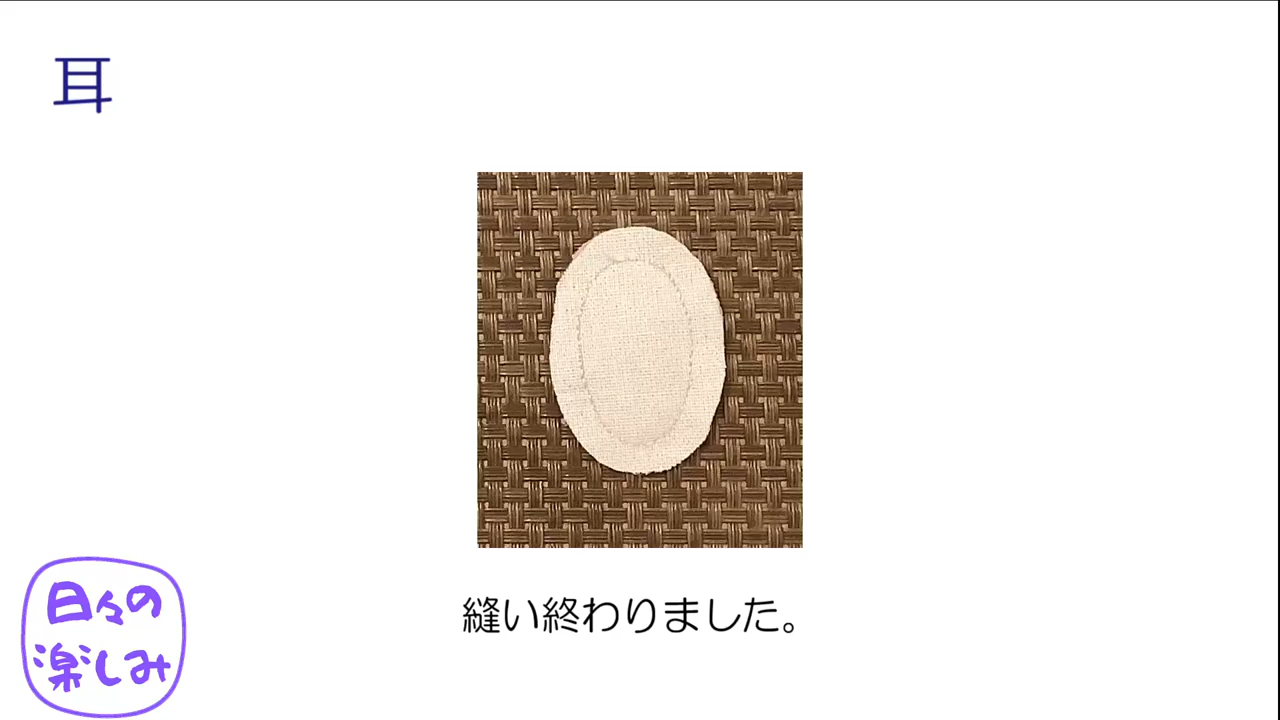 耳
縫い終わりました。
日々の
楽しみ